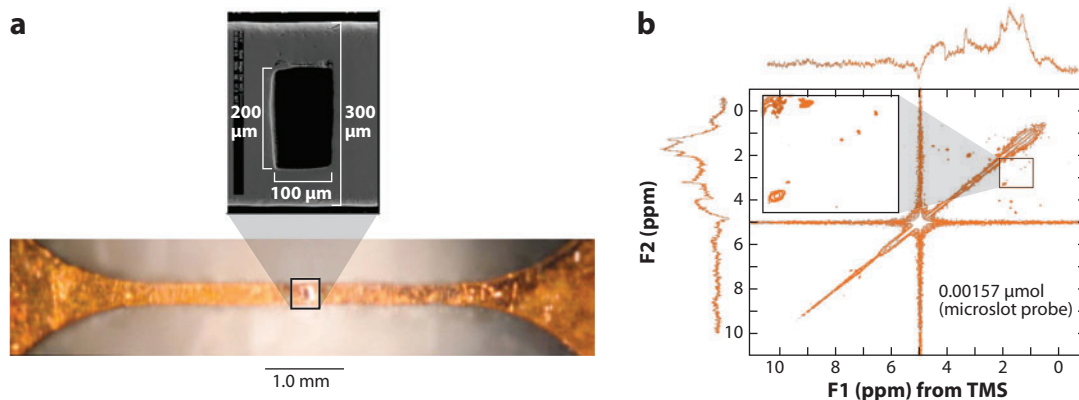 a
200
μm
300
μm
100 μm
1.0 mm
b
0
2
4
6
8
10
F2 (ppm)
0.00157 μmol
(microslot probe)
10 8 6 4 2 0
F1 (ppm) from TMS